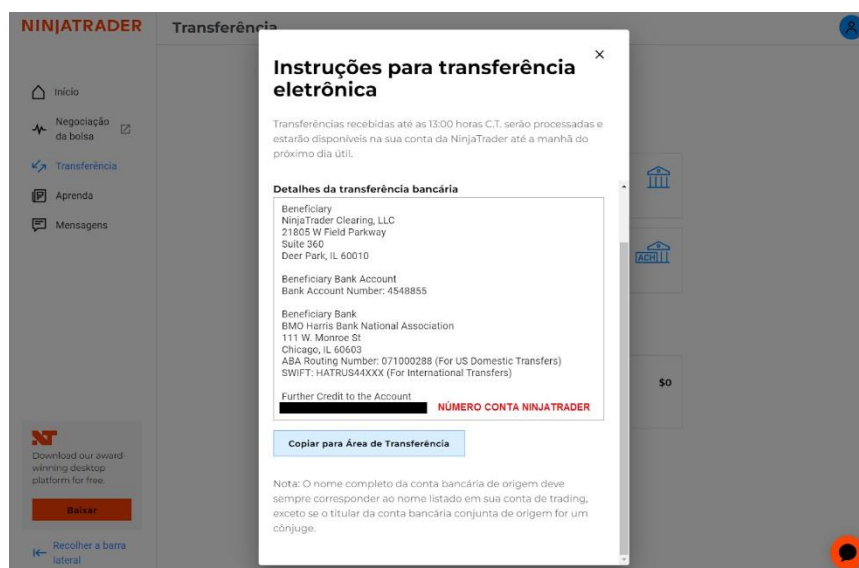 NINJATRADER
Transferência
Início
Negociação
da bolsa
Transferência
Aprenda
Mensagens
NT
Download our award-
winning desktop
platform for free.
Baixar
Recolher a barra
lateral
×
Instruções para transferência
eletrônica
Transferências recebidas até as 13:00 horas C.T. serão processadas e
estarão disponíveis na sua conta da NinjaTrader até a manhã do
próximo dia útil.
Detalhes da transferência bancária
Beneficiary
NinjaTrader Clearing, LLC
21805 W Field Parkway
Suite 360
Deer Park, IL 60010
Beneficiary Bank Account
Bank Account Number: 4548855
Beneficiary Bank
BMO Harris Bank National Association
111 W. Monroe St
Chicago, IL 60603
ABA Routing Number: 071000288 (For US Domestic Transfers)
SWIFT: HATRUS44XXX (For International Transfers)
Further Credit to the Account
NÚMERO CONTA NINJATRADER
Copiar para Área de Transferência
Nota: O nome completo da conta bancária de origem deve
sempre corresponder ao nome listado em sua conta de trading,
exceto se o titular da conta bancária conjunta de origem for um
cônjuge.
ACH
$0